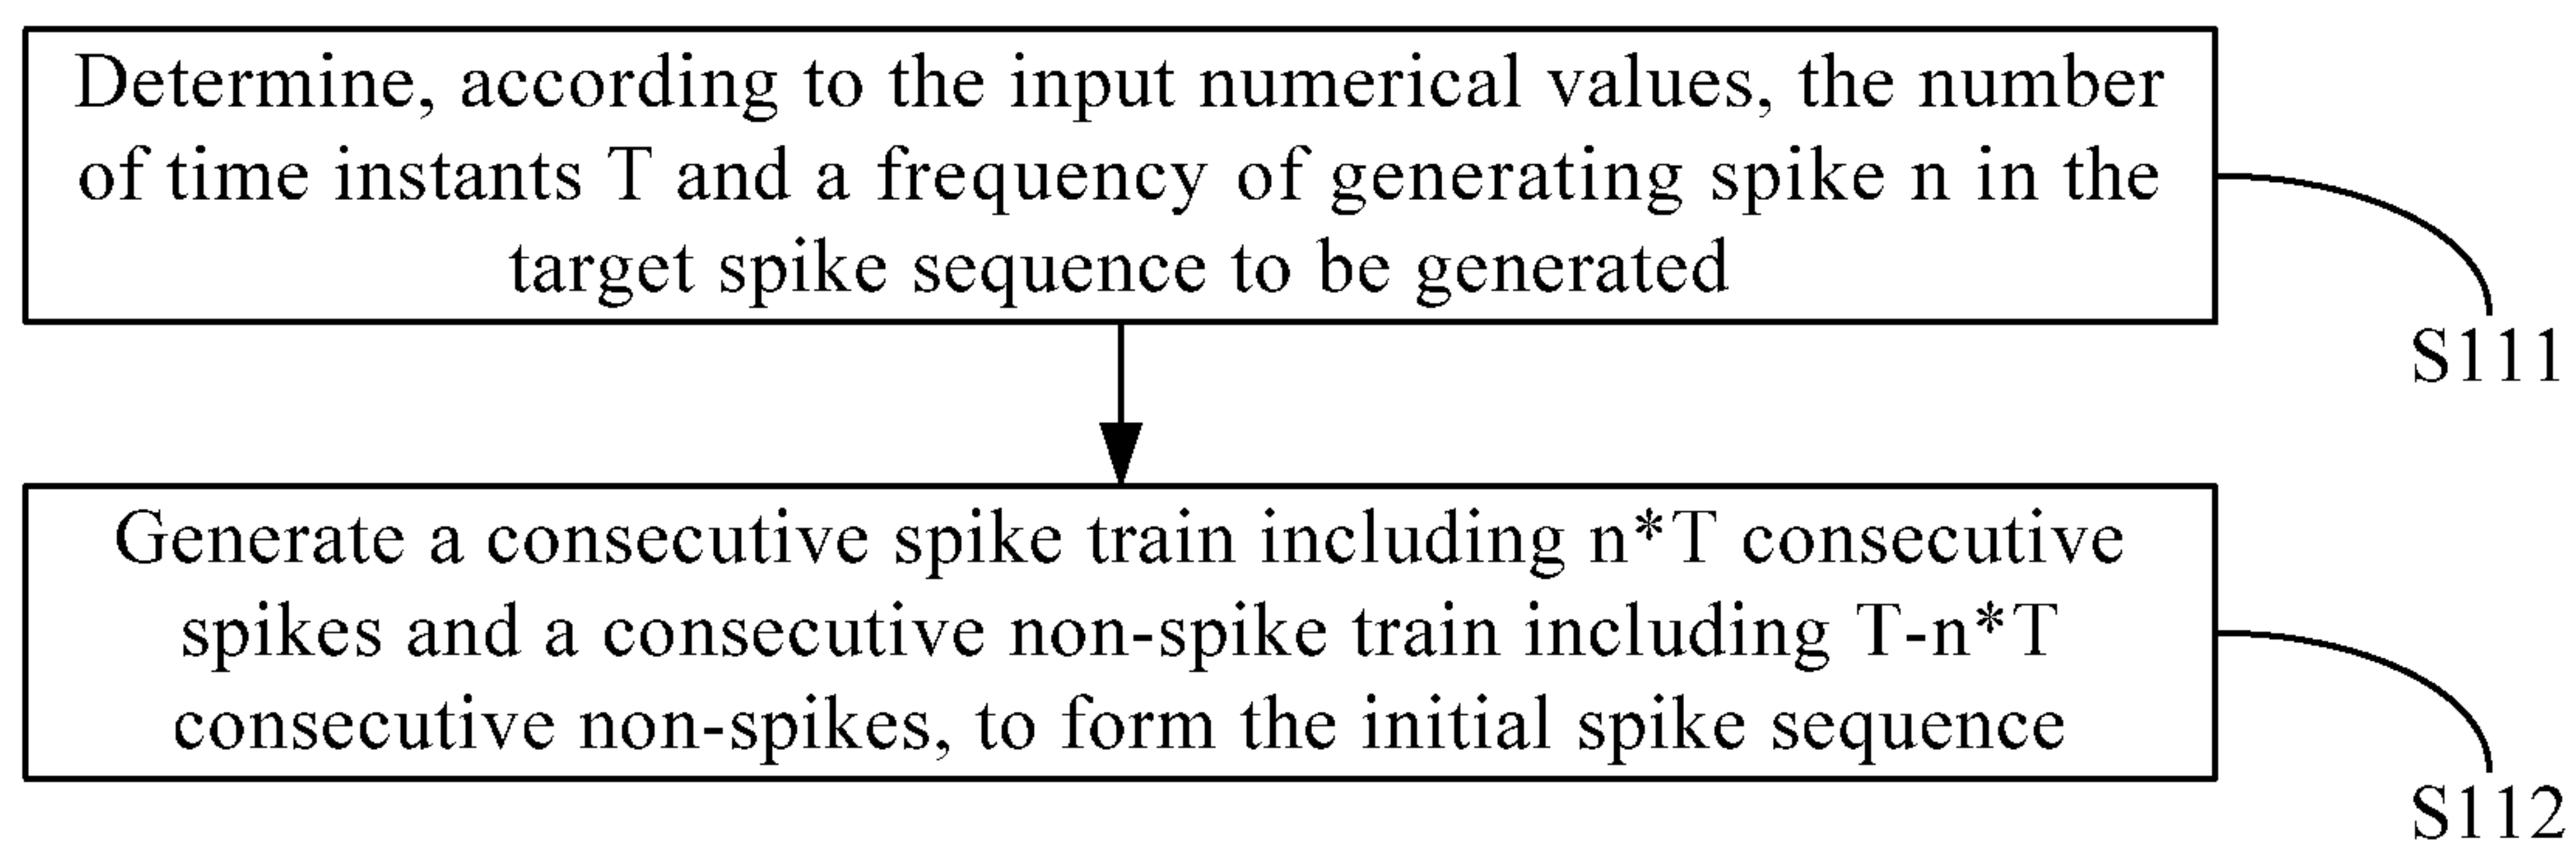 Determine, according to the input numerical values, the number
of time instants T and a frequency of generating spike n in the
target spike sequence to be generated
S111
Generate a consecutive spike train including n*T consecutive
spikes and a consecutive non-spike train including T-n*T
consecutive non-spikes, to form the initial spike sequence
S112